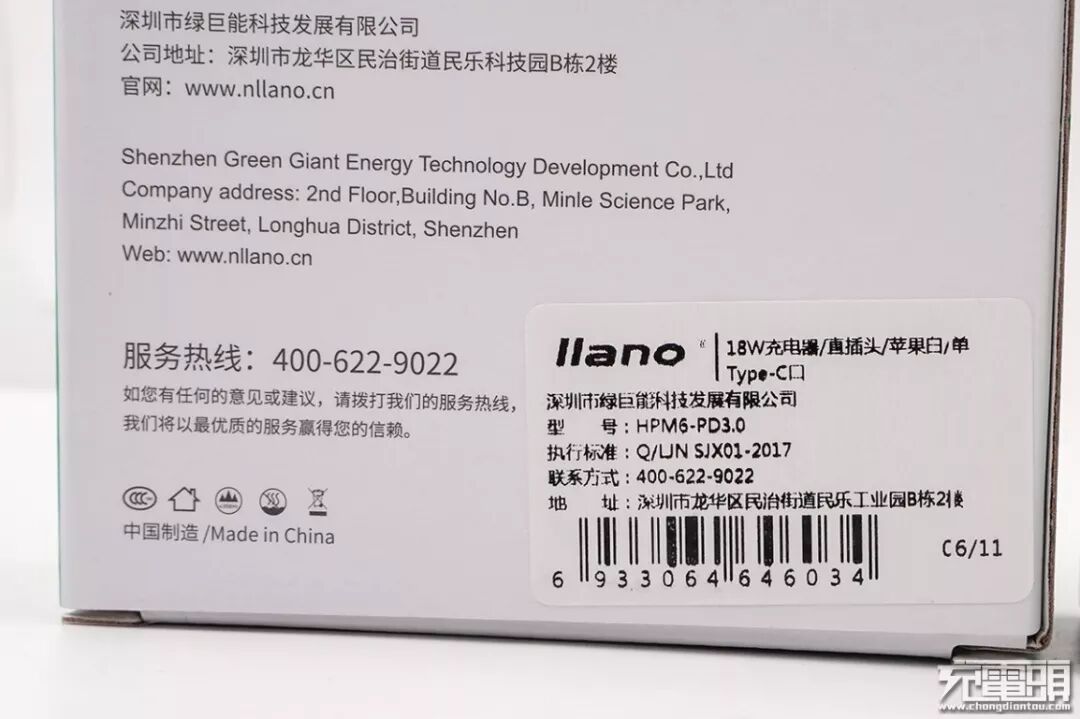 深圳市绿巨能科技发展有限公司
公司地址：深圳市龙华区民治街道民乐科技园B栋2楼
官网：www.nllano.cn
Shenzhen Green Giant Energy Technology Development Co.,Ltd
Company address: 2nd Floor,Building No.B, Minle Science Park,
Minzhi Street, Longhua District, Shenzhen
Web: www.nllano.cn
服务热线：400-622-9022
如您有任何的意见或建议，请拨打我们的服务热线，
我们将以最优质的服务赢得您的信赖。
中国制造/Made in China
llano
18W充电器/直插头/苹果白/单
Type-C口
深圳市绿巨能科技发展有限公司
型 号：HPM6-PD3.0
执行标准：Q/LJN SJX01-2017
联系方式：400-622-9022
地 址：深圳市龙华区民治街道民乐工业园B栋2楼
C6/11
6 933064 646034
充電頭
www.chongdiantou.com